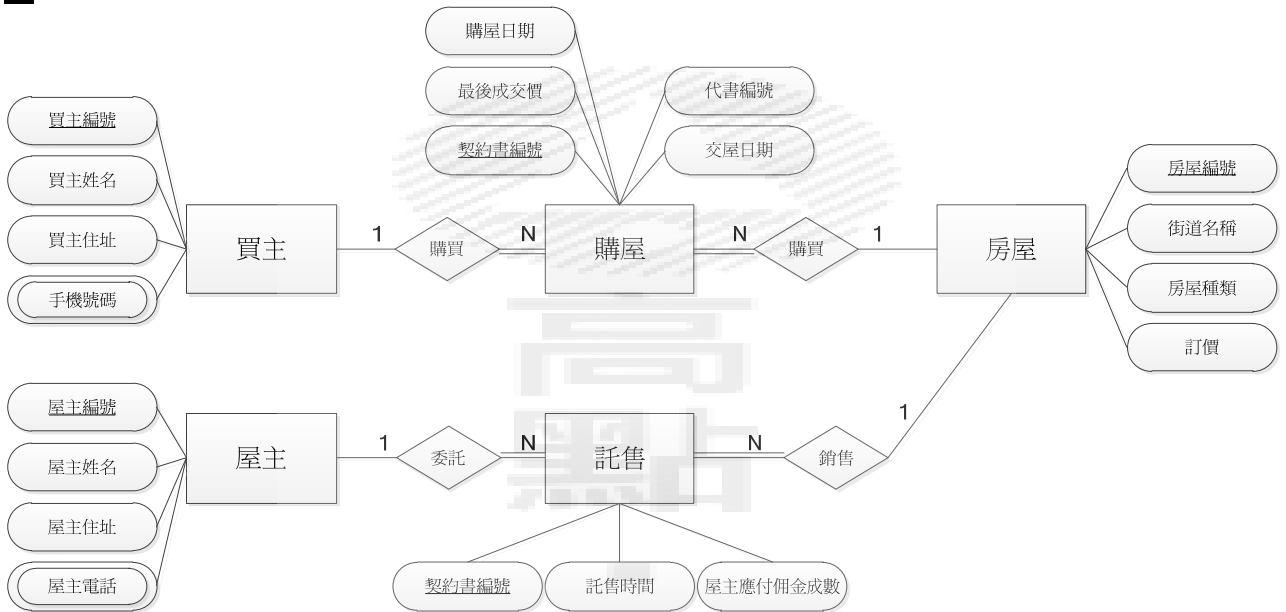 購屋日期
最後成交價
代書編號
契約書編號
交屋日期
買主編號
買主姓名
買主住址
手機號碼
買主
1
購買
N
購屋
N
購買
1
房屋
房屋編號
街道名稱
房屋種類
訂價
屋主編號
屋主姓名
屋主住址
屋主電話
屋主
1
委託
N
託售
N
銷售
1
契約書編號
託售時間
屋主應付佣金成數
高點